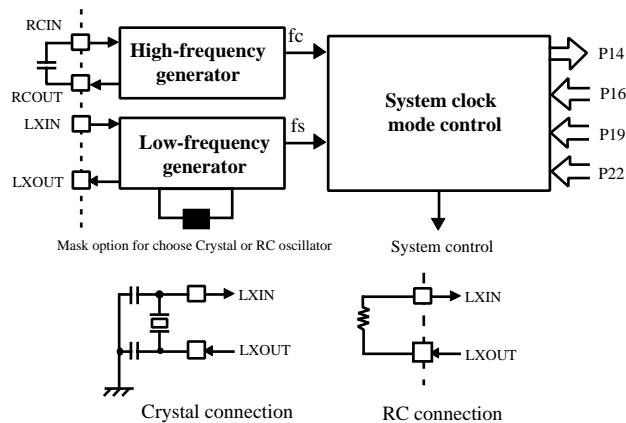 RCIN
High-frequency
generator
fc
RCOUT
LXIN
Low-frequency
generator
fs
LXOUT
System clock
mode control
P14
P16
P19
P22
Mask option for choose Crystal or RC oscillator
System control
LXIN
LXOUT
Crystal connection
LXIN
LXOUT
RC connection